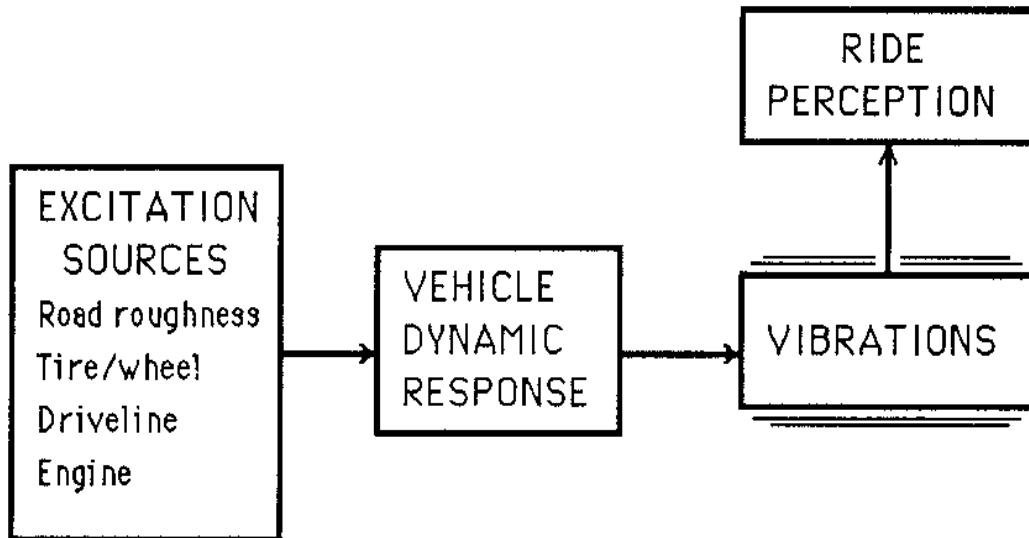 RIDE
PERCEPTION
EXCITATION
SOURCES
Road roughness
Tire/wheel
Driveline
Engine
VEHICLE
DYNAMIC
RESPONSE
VIBRATIONS